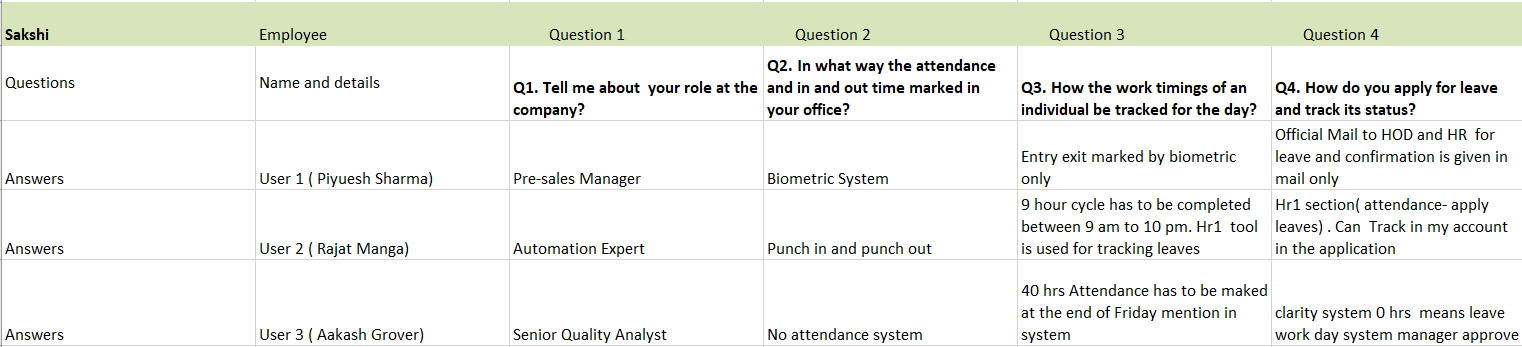 Sakshi Employee Question 1 Question 2 Question 3 Question 4
Questions
Name and details
Q1. Tell me about  your role at the
company?
Q2. In what way the attendance
and in and out time marked in
your office?
Q3. How the work timings of an
individual be tracked for the day?
Q4. How do you apply for leave
and track its status?
Answers
User 1 ( Piyuesh Sharma)
Pre-sales Manager
Biometric System
Entry exit marked by biometric
only
Official Mail to HOD and HR  for
leave and confirmation is given in
mail only
Answers
User 2 ( Rajat Manga)
Automation Expert
Punch in and punch out
9 hour cycle has to be completed
between 9 am to 10 pm. Hr1  tool
is used for tracking leaves
Hr1 section( attendance- apply
leaves) . Can  Track in my account
in the application
Answers
User 3 ( Aakash Grover)
Senior Quality Analyst
No attendance system
40 hrs Attendance has to be maked
at the end of Friday mention in
system
clarity system 0 hrs  means leave
work day system manager approve